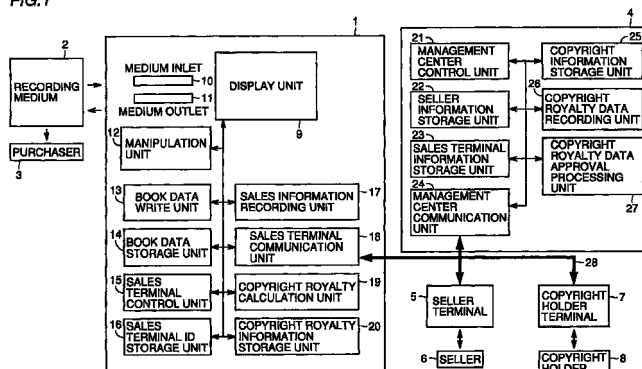 FIG.1
1
2
RECORDING
MEDIUM
PURCHASER
3
MEDIUM INLET
10
11
MEDIUM OUTLET
DISPLAY UNIT
9
12
MANIPULATION
UNIT
13
BOOK DATA
WRITE UNIT
14
BOOK DATA
STORAGE UNIT
15
SALES
TERMINAL
CONTROL UNIT
16
SALES
TERMINAL ID
STORAGE UNIT
SALES INFORMATION
RECORDING UNIT
17
SALES TERMINAL
COMMUNICATION
UNIT
18
COPYRIGHT ROYALTY
CALCULATION UNIT
19
COPYRIGHT ROYALTY
INFORMATION
STORAGE UNIT
20
4
21
MANAGEMENT
CENTER
CONTROL UNIT
22
SELLER
INFORMATION
STORAGE UNIT
23
SALES TERMINAL
INFORMATION
STORAGE UNIT
24
MANAGEMENT
CENTER
COMMUNICATION
UNIT
25
COPYRIGHT
INFORMATION
STORAGE UNIT
26
COPYRIGHT
ROYALTY DATA
RECORDING UNIT
COPYRIGHT
ROYALTY DATA
APPROVAL
PROCESSING
UNIT
27
28
5
SELLER
TERMINAL
COPYRIGHT
HOLDER
TERMINAL
7
6
SELLER
COPYRIGHT
HOLDER
8